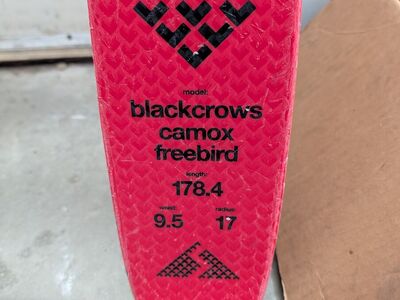 model:
blackcrows
camox
freebird
length:
178.4
waist: radius:
9.5 17